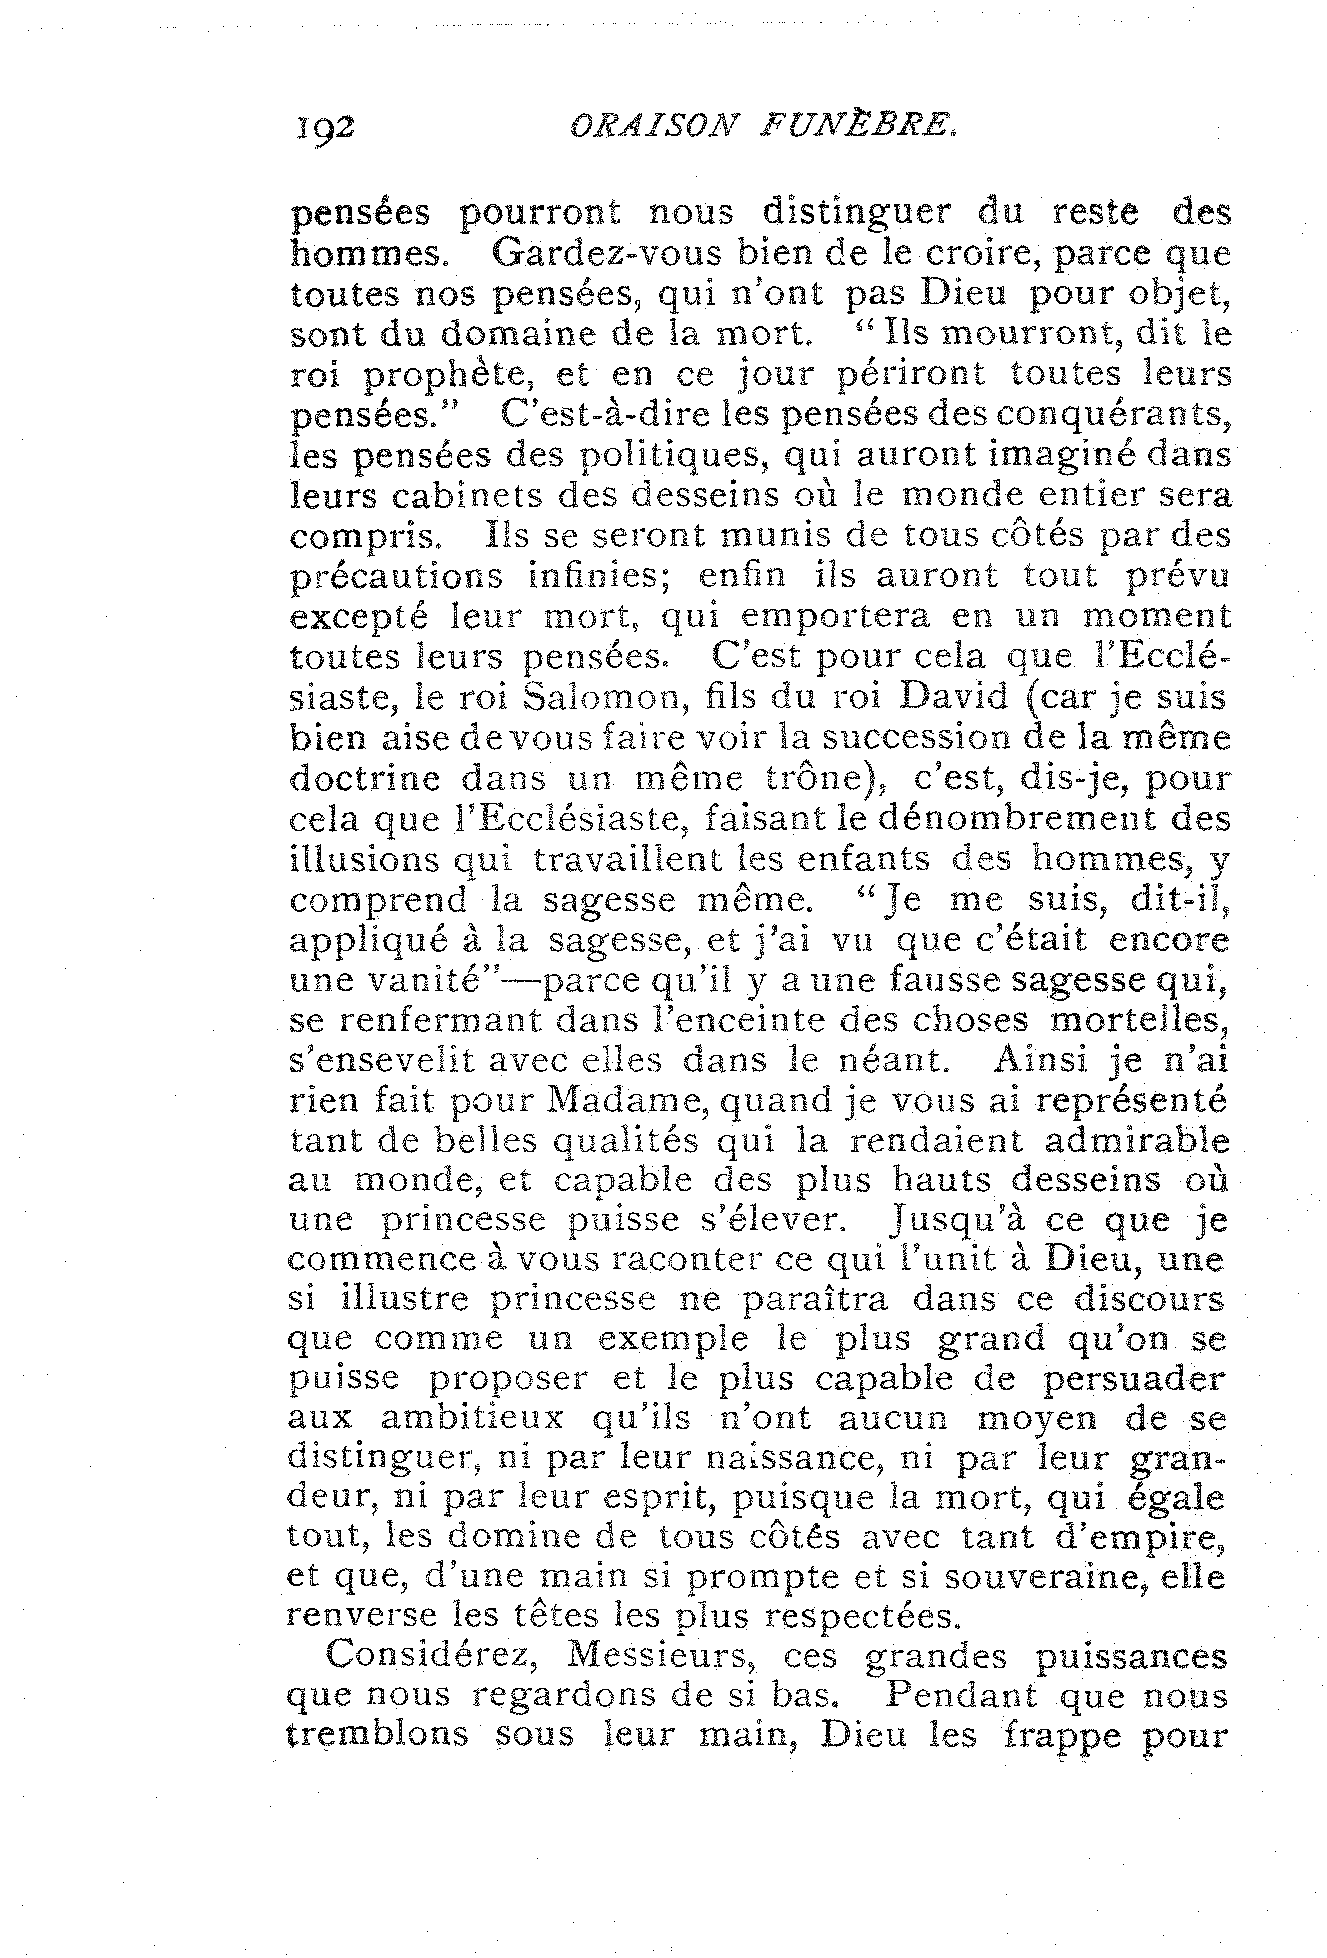 192 ORAISON FUNÈBRE.
pensées pourront nous distinguer du reste des
hommes. Gardez-vous bien de le croire, parce que
toutes nos pensées, qui n'ont pas Dieu pour objet,
sont du domaine de la mort. “Ils mourront, dit le
roi prophète, et en ce jour périront toutes leurs
pensées.” C'est-à-dire les pensées des conquérants,
les pensées des politiques, qui auront imaginé dans
leurs cabinets des desseins où le monde entier sera
compris. Ils se seront munis de tous côtés par des
précautions infinies; enfin ils auront tout prévu
excepté leur mort, qui emportera en un moment
toutes leurs pensées. C'est pour cela que l'Ecclé-
siaste, le roi Salomon, fils du roi David (car je suis
bien aise de vous faire voir la succession de la même
doctrine dans un même trône), c'est, dis-je, pour
cela que l'Ecclésiaste, faisant le dénombrement des
illusions qui travaillent les enfants des hommes, y
comprend la sagesse même. “Je me suis, dit-il,
appliqué à la sagesse, et j'ai vu que c'était encore
une vanité”—parce qu'il y a une fausse sagesse qui,
se renfermant dans l'enceinte des choses mortelles,
s'ensevelit avec elles dans le néant. Ainsi je n'ai
rien fait pour Madame, quand je vous ai représenté
tant de belles qualités qui la rendaient admirable
au monde, et capable des plus hauts desseins où
une princesse puisse s'élever. Jusqu'à ce que je
commence à vous raconter ce qui l'unit à Dieu, une
si illustre princesse ne paraîtra dans ce discours
que comme un exemple le plus grand qu'on se
puisse proposer et le plus capable de persuader
aux ambitieux qu'ils n'ont aucun moyen de se
distinguer, ni par leur naissance, ni par leur gran-
deur, ni par leur esprit, puisque la mort, qui égale
tout, les domine de tous côtés avec tant d'empire,
et que, d'une main si prompte et si souveraine, elle
renverse les têtes les plus respectées.
Considérez, Messieurs, ces grandes puissances
que nous regardons de si bas. Pendant que nous
tremblons sous leur main, Dieu les frappe pour